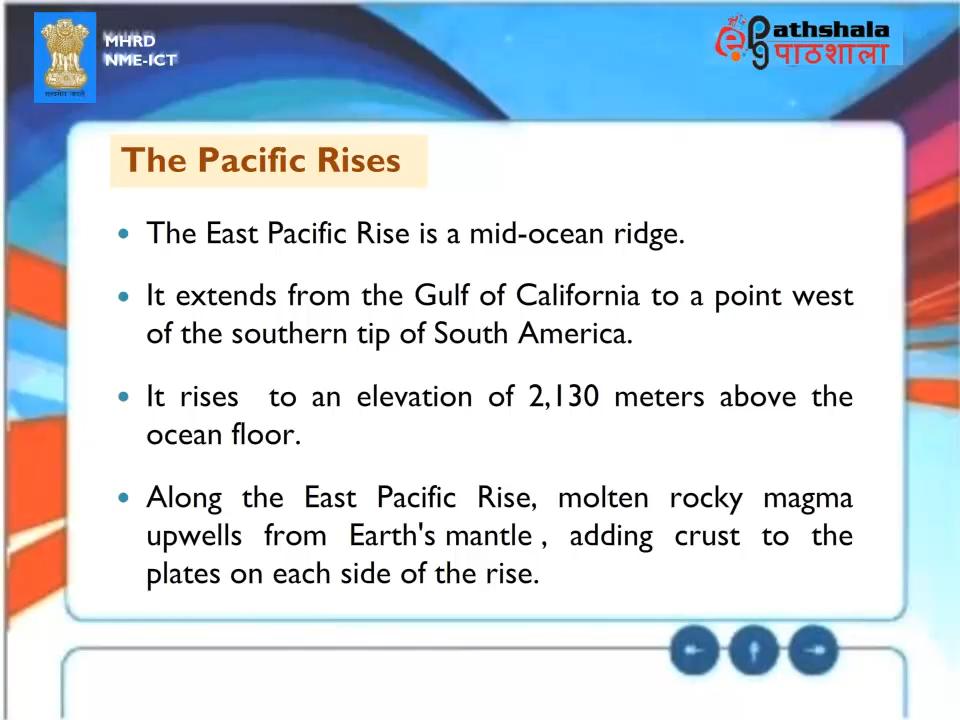 MHRD
NME-ICT
ePathshala
पाठशाला
The Pacific Rises
• The East Pacific Rise is a mid-ocean ridge.
• It extends from the Gulf of California to a point west
of the southern tip of South America.
• It rises to an elevation of 2,130 meters above the
ocean floor.
• Along the East Pacific Rise, molten rocky magma
upwells from Earth's mantle , adding crust to the
plates on each side of the rise.